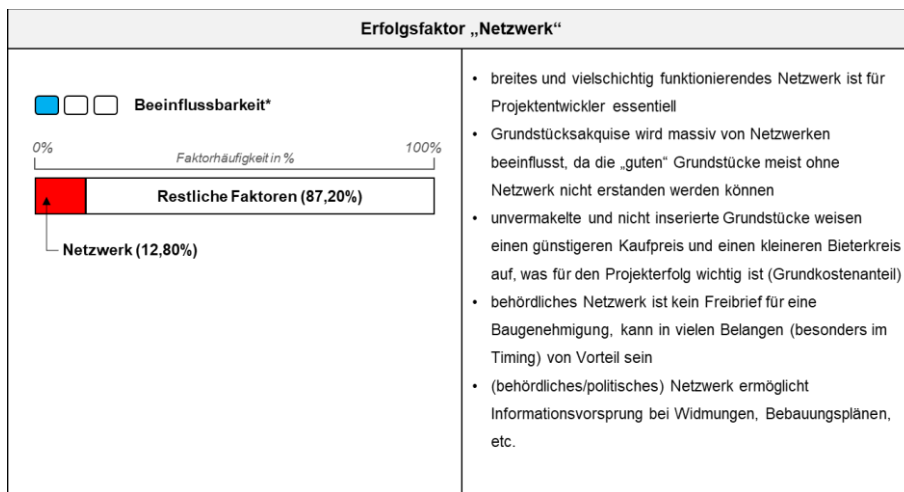 Erfolgsfaktor „Netzwerk“
Beeinflussbarkeit*
0%
100%
Faktorhäufigkeit in %
Restliche Faktoren (87,20%)
Netzwerk (12,80%)
• breites und vielschichtig funktionierendes Netzwerk ist für
Projektentwickler essentiell
• Grundstücksakquise wird massiv von Netzwerken
beeinflusst, da die „guten“ Grundstücke meist ohne
Netzwerk nicht erstanden werden können
• unvermakelte und nicht inserierte Grundstücke weisen
einen günstigeren Kaufpreis und einen kleineren Bieterkreis
auf, was für den Projekterfolg wichtig ist (Grundkostenanteil)
• behördliches Netzwerk ist kein Freibrief für eine
Baugenehmigung, kann in vielen Belangen (besonders im
Timing) von Vorteil sein
• (behördliches/politisches) Netzwerk ermöglicht
Informationsvorsprung bei Widmungen, Bebauungsplänen,
etc.